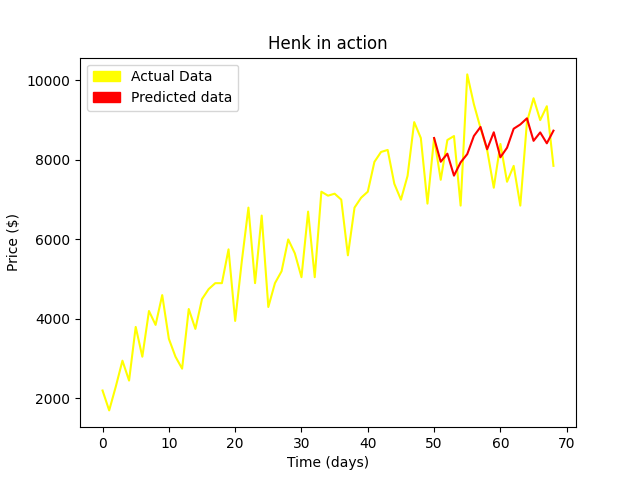 Henk in action
Actual Data
Predicted data
Price ($)
10000
8000
6000
4000
2000
0 10 20 30 40 50 60 70
Time (days)